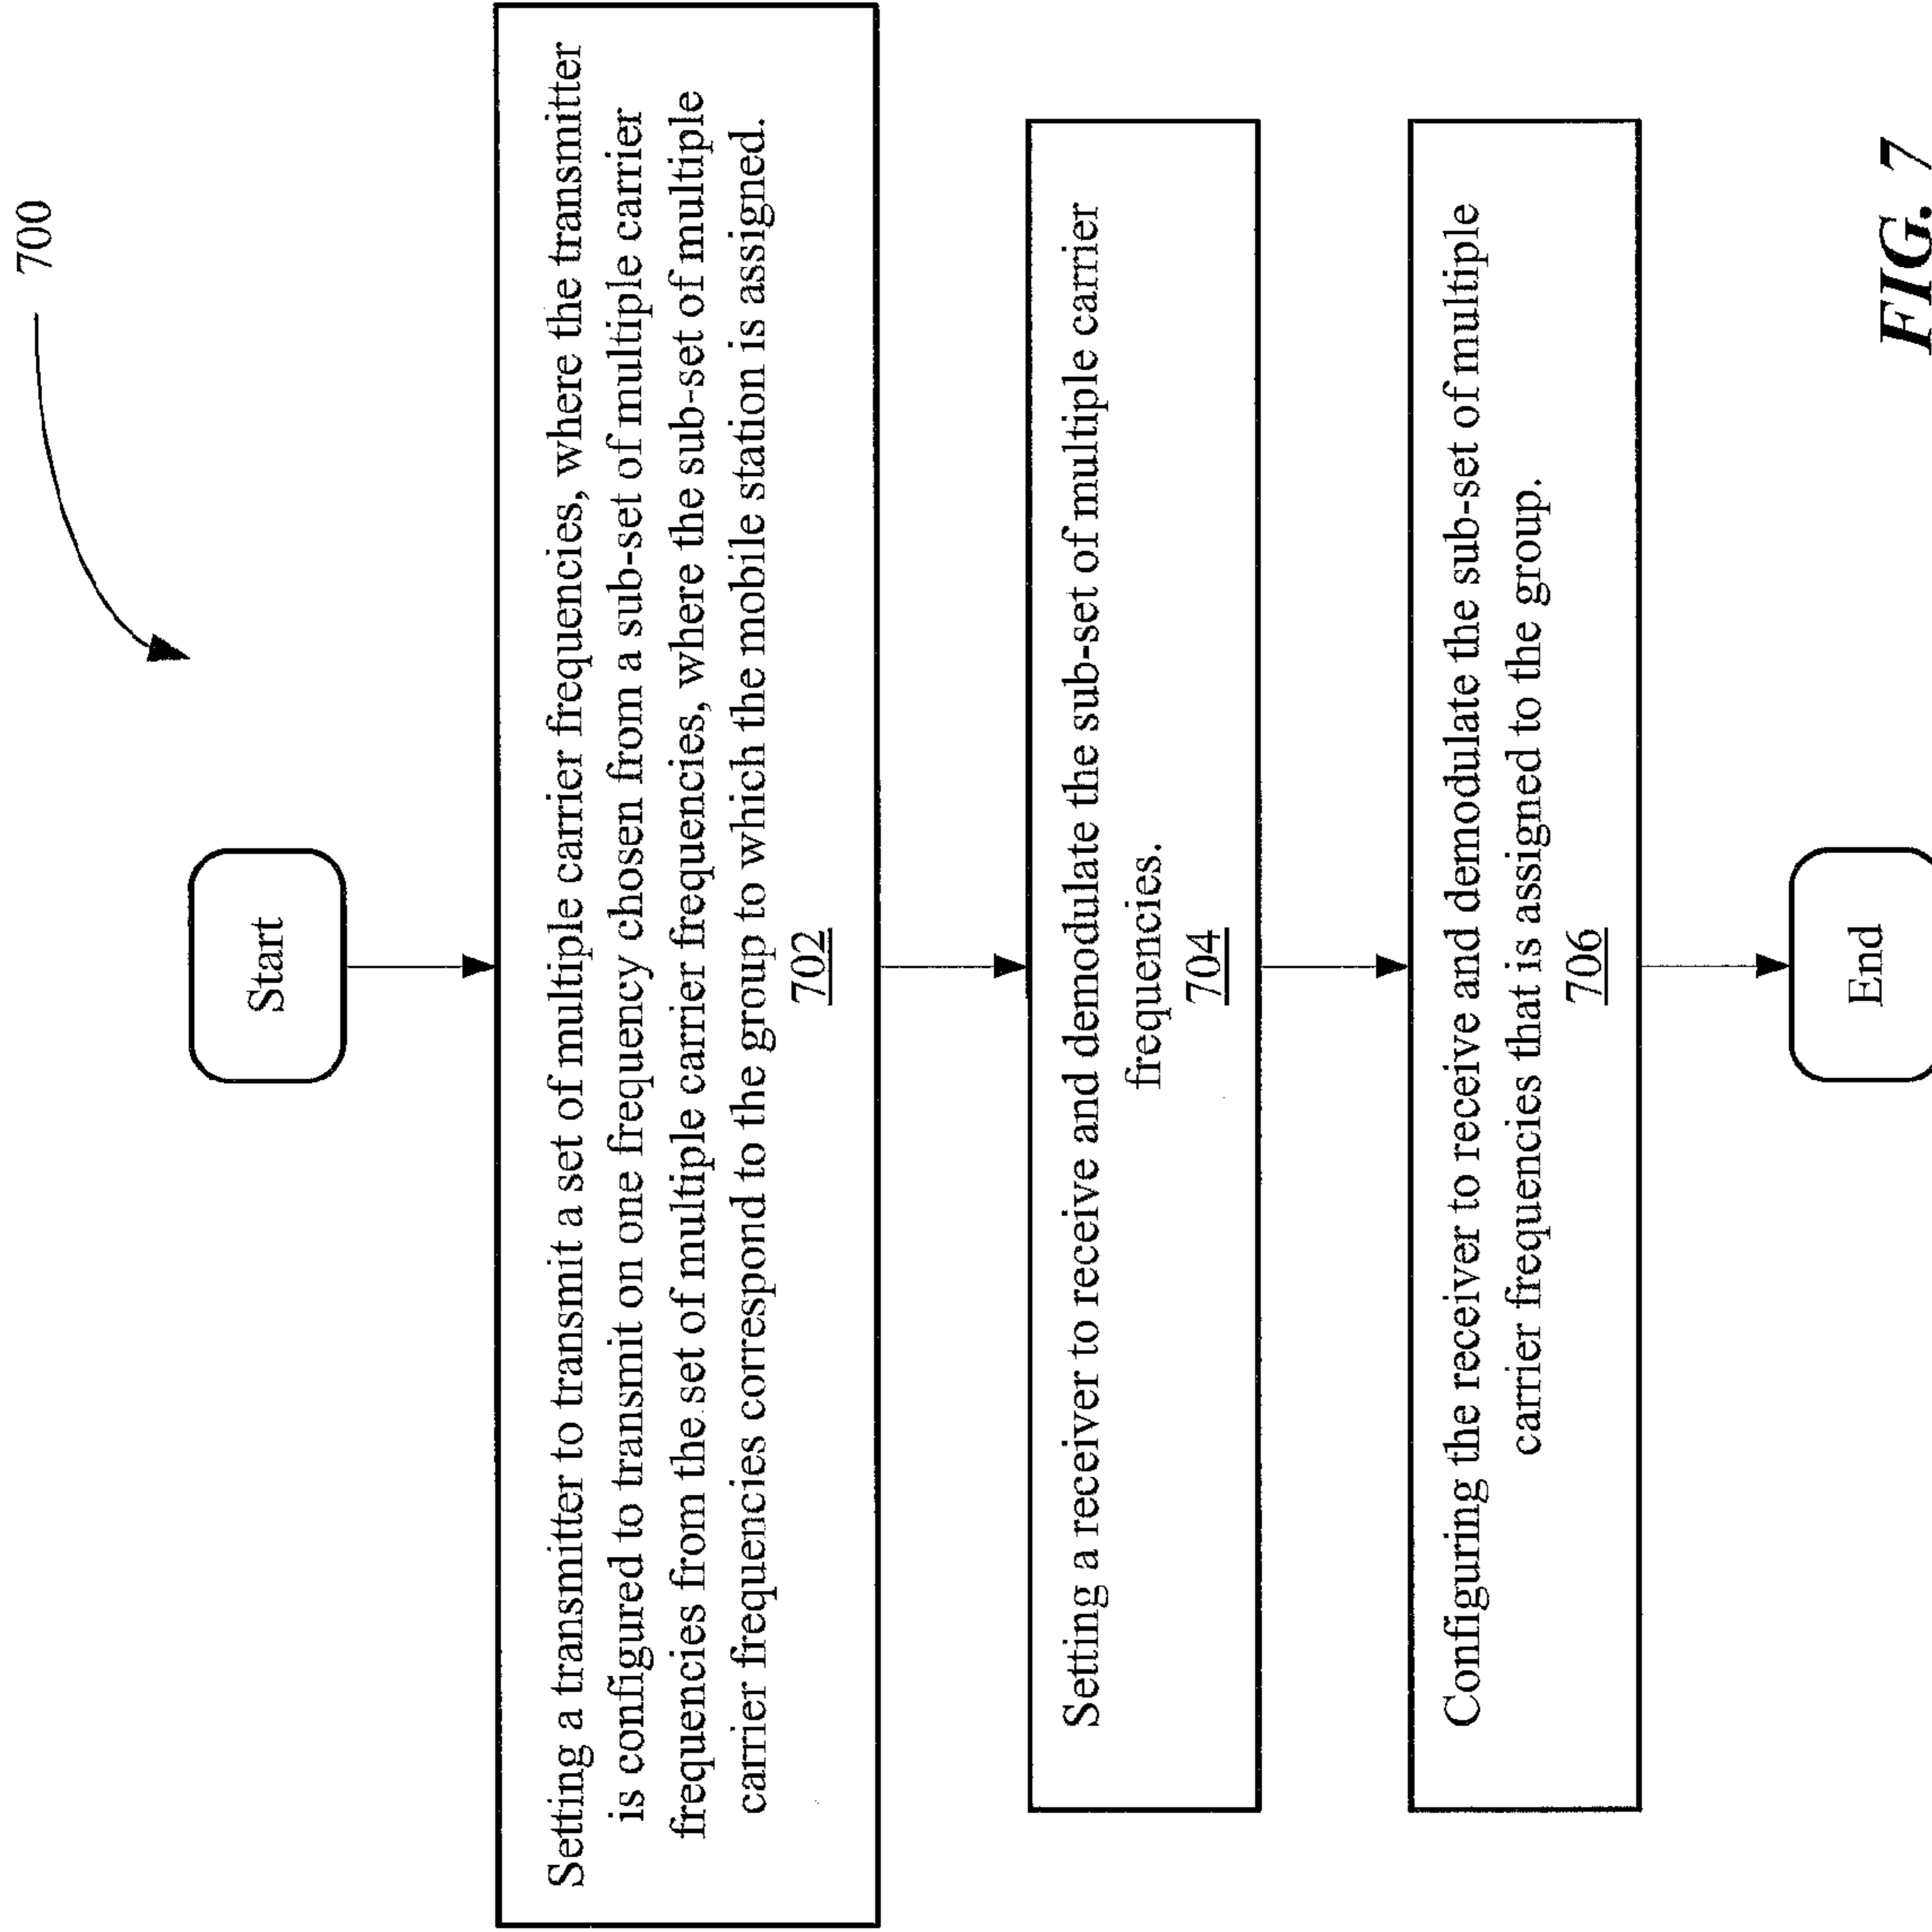 700
Start
Setting a transmitter to transmit a set of multiple carrier frequencies, where the transmitter
is configured to transmit on one frequency chosen from a sub-set of multiple carrier
frequencies from the set of multiple carrier frequencies, where the sub-set of multiple
carrier frequencies correspond to the group to which the mobile station is assigned.
702
Setting a receiver to receive and demodulate the sub-set of multiple carrier
frequencies.
704
Configuring the receiver to receive and demodulate the sub-set of multiple
carrier frequencies that is assigned to the group.
706
End
FIG. 7